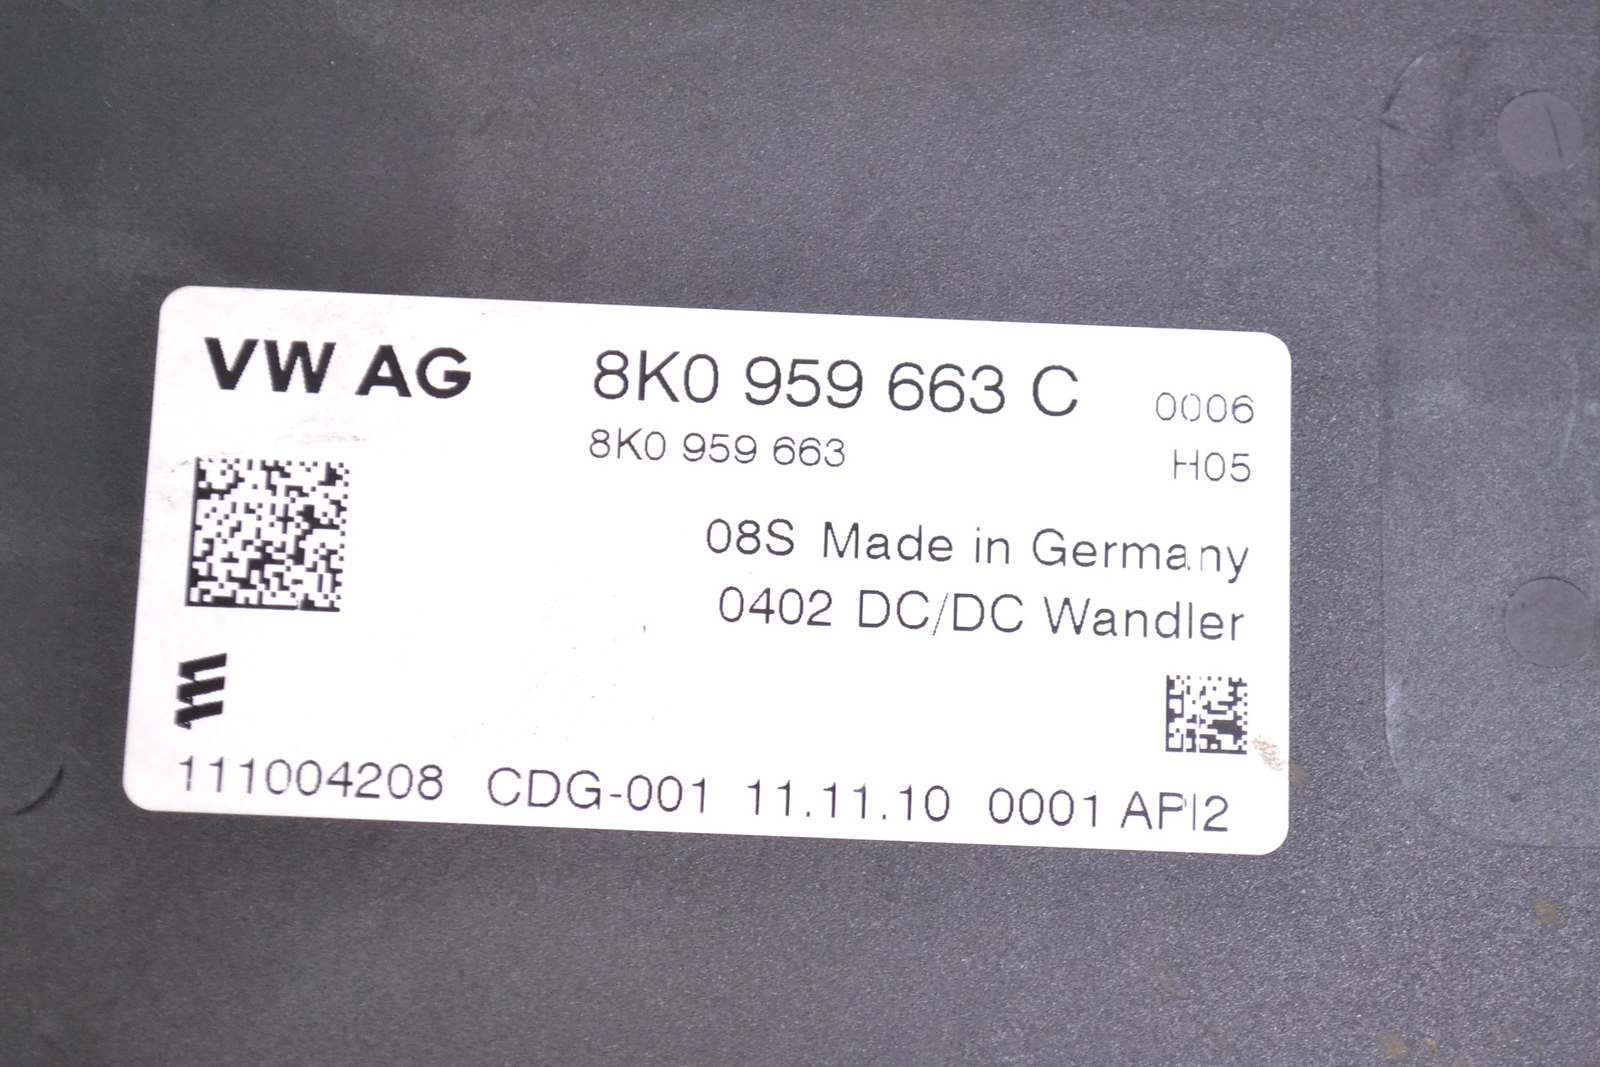 VW AG 8K0 959 663 C 0006
8K0 959 663 H05
08S Made in Germany
0402 DC/DC Wandler
111004208 CDG-001 11.11.10 0001 API2